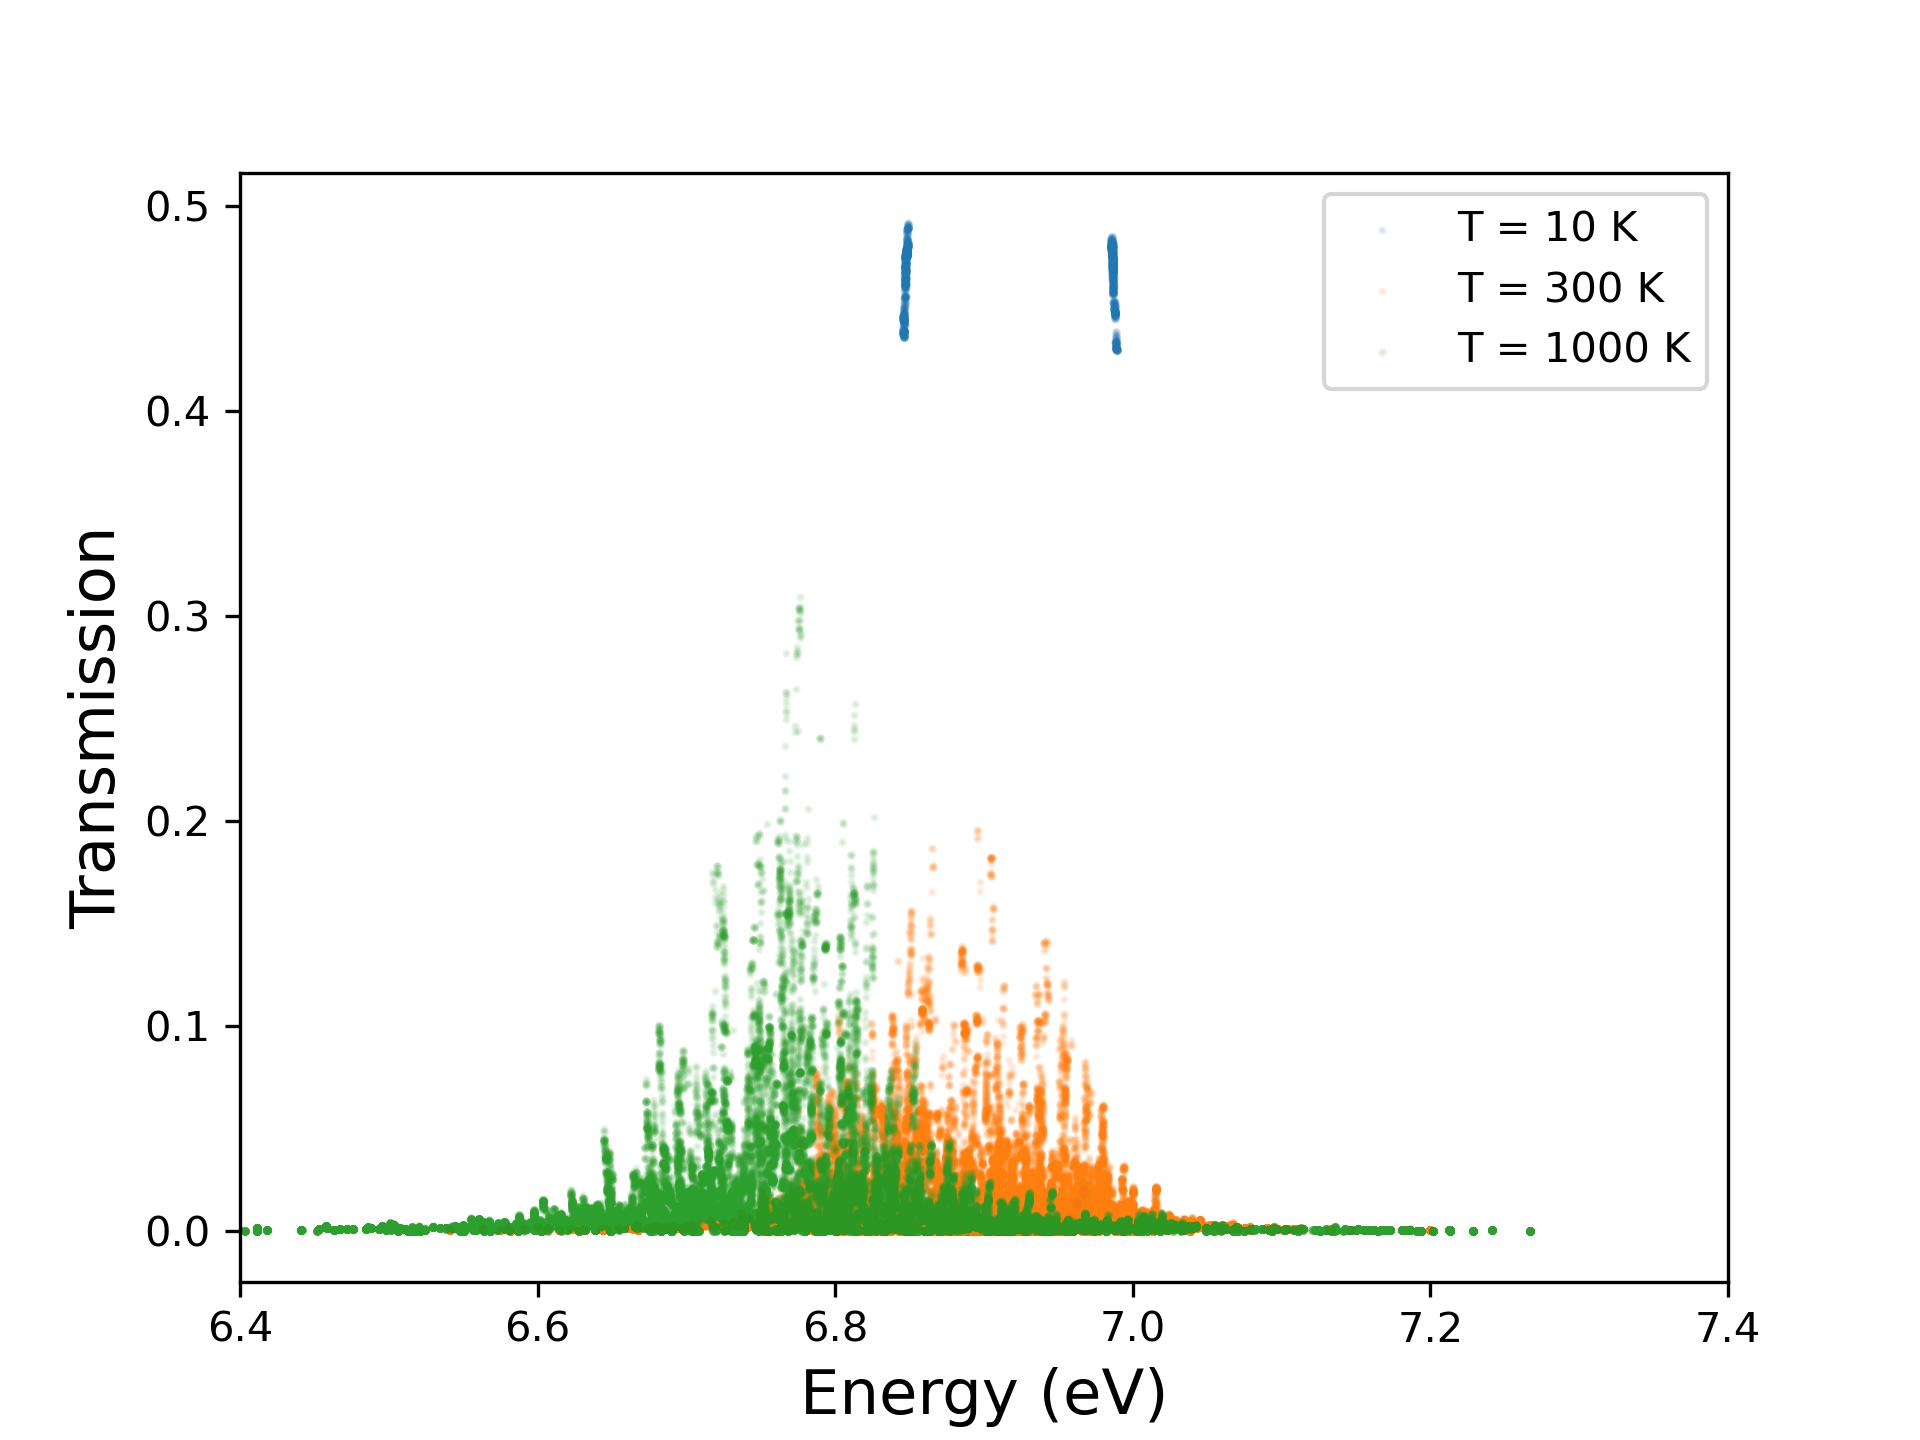 0.5
0.4
0.3
0.2
0.1
0.0
Transmission
T = 10 K
T = 300 K
T = 1000 K
6.4 6.6 6.8 7.0 7.2 7.4
Energy (eV)